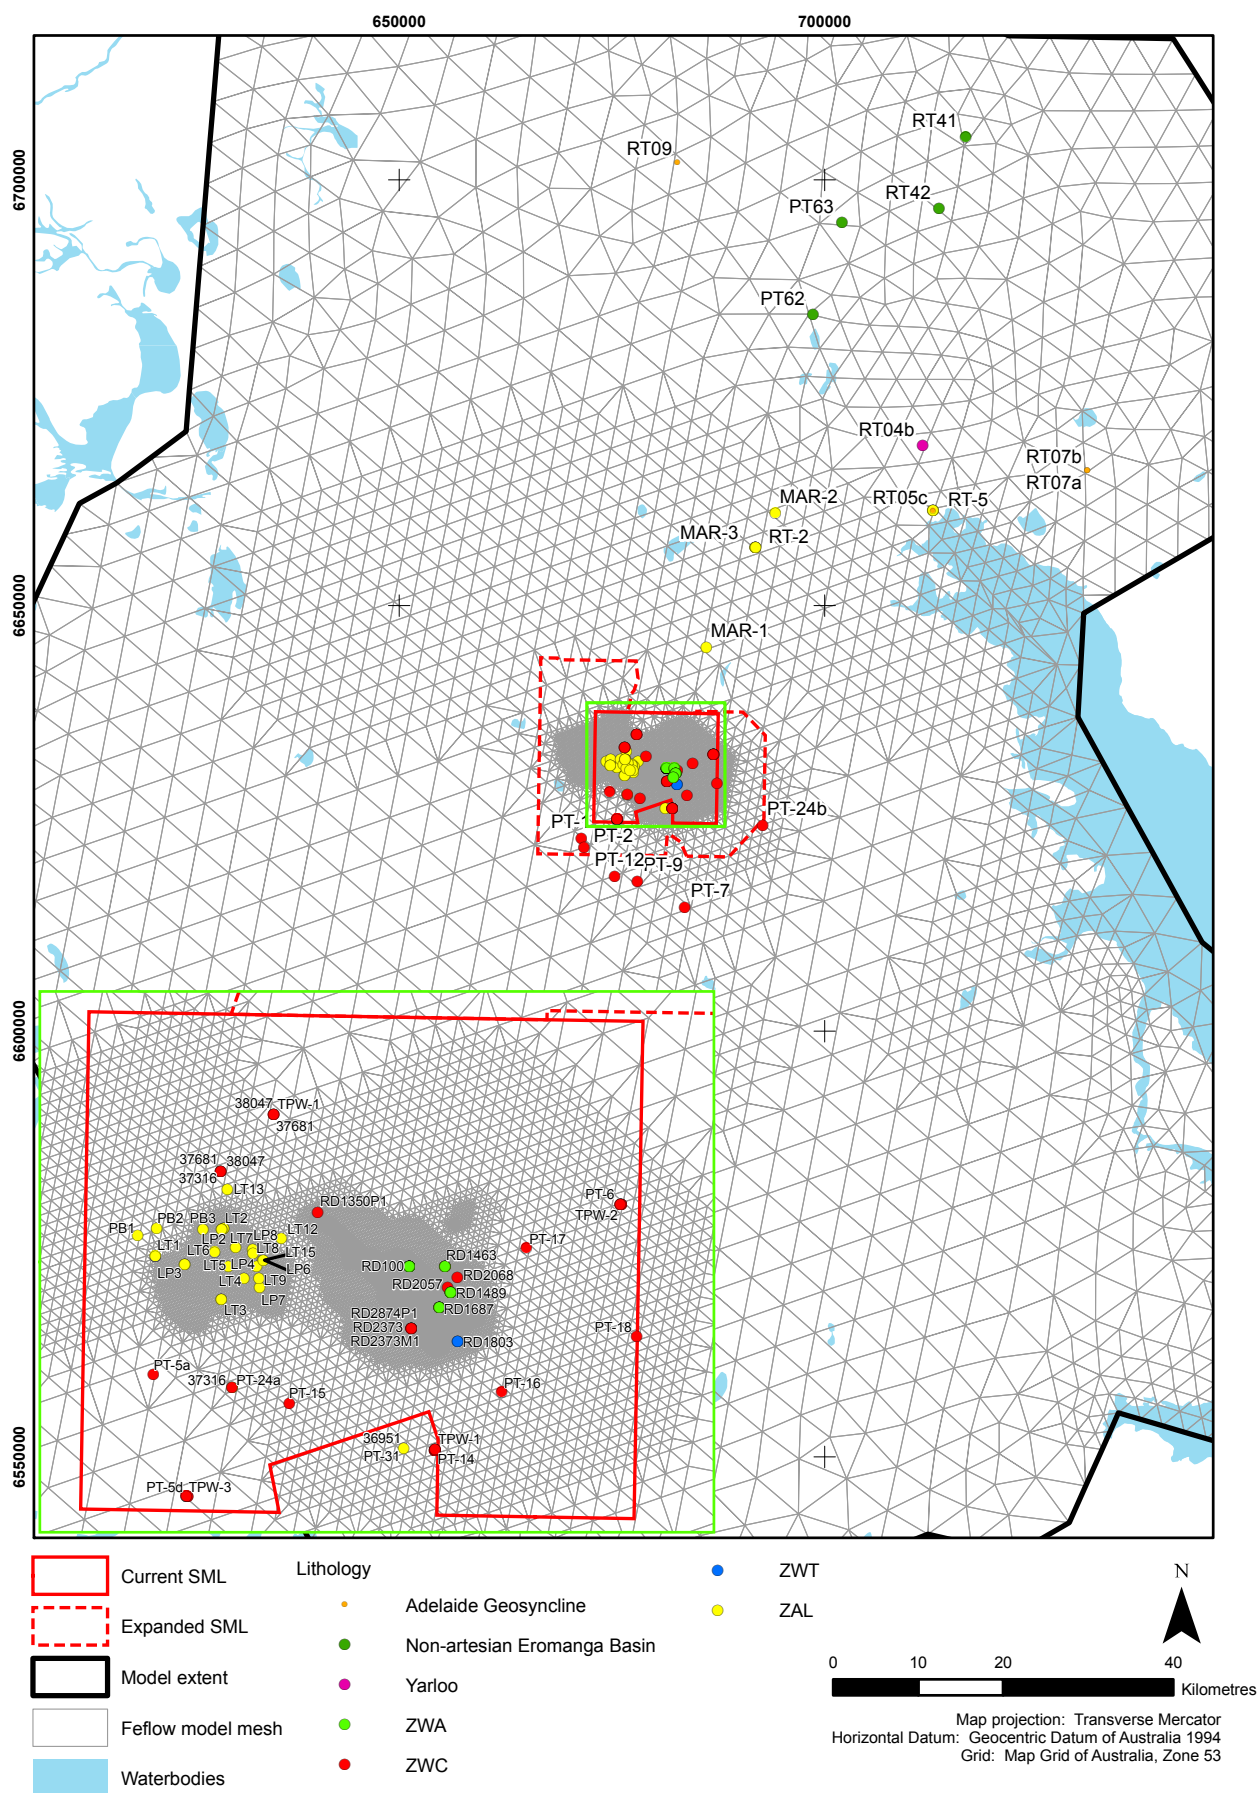 650000
700000
6700000
6650000
6600000
6550000
RT41
RT09
RT42
PT63
PT62
RT04b
RT07b
RT07a
RT05c
RT-5
MAR-2
MAR-3
RT-2
MAR-1
PT-24b
PT-1
PT-2
PT-12
PT-9
PT-7
38047
TPW-1
37681
37681
38047
37316
LT13
RD1350P1
PT-6
TPW-2
PB2
PB3
LT2
PB1
LP2
LT7
LP8
LT12
LT1
LT6
LT8
LT15
LP3
LT5
LP4
LP6
LT4
LT9
LP7
LT3
PT-17
RD1463
RD100
RD2068
RD2057
RD1489
RD1687
RD2874P1
RD2373
RD2373M1
RD1803
PT-18
PT-5a
37316
PT-24a
PT-15
PT-16
36951
PT-31
TPW-1
PT-14
PT-5d
TPW-3
Current SML
Expanded SML
Model extent
Feflow model mesh
Waterbodies
Lithology
Adelaide Geosyncline
Non-artesian Eromanga Basin
Yarloo
ZWA
ZWC
ZWT
ZAL
N
0 10 20 40
Kilometres
Map projection: Transverse Mercator
Horizontal Datum: Geocentric Datum of Australia 1994
Grid: Map Grid of Australia, Zone 53